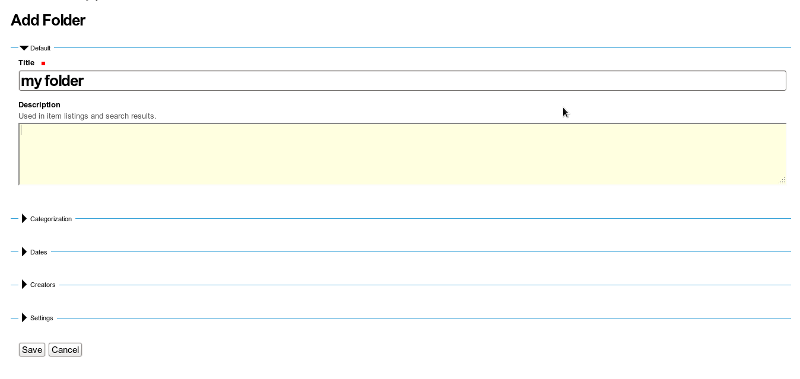 Add Folder
Default
Title
my folder
Description
Used in item listings and search results.
Categorization
Dates
Creators
Settings
Save Cancel